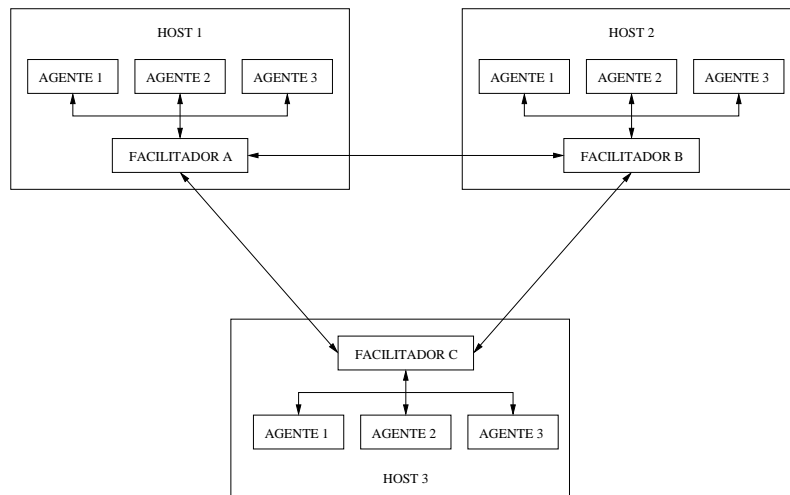 HOST 1
AGENTE 1
AGENTE 2
AGENTE 3
FACILITADOR A
HOST 2
AGENTE 1
AGENTE 2
AGENTE 3
FACILITADOR B
FACILITADOR C
AGENTE 1
AGENTE 2
AGENTE 3
HOST 3